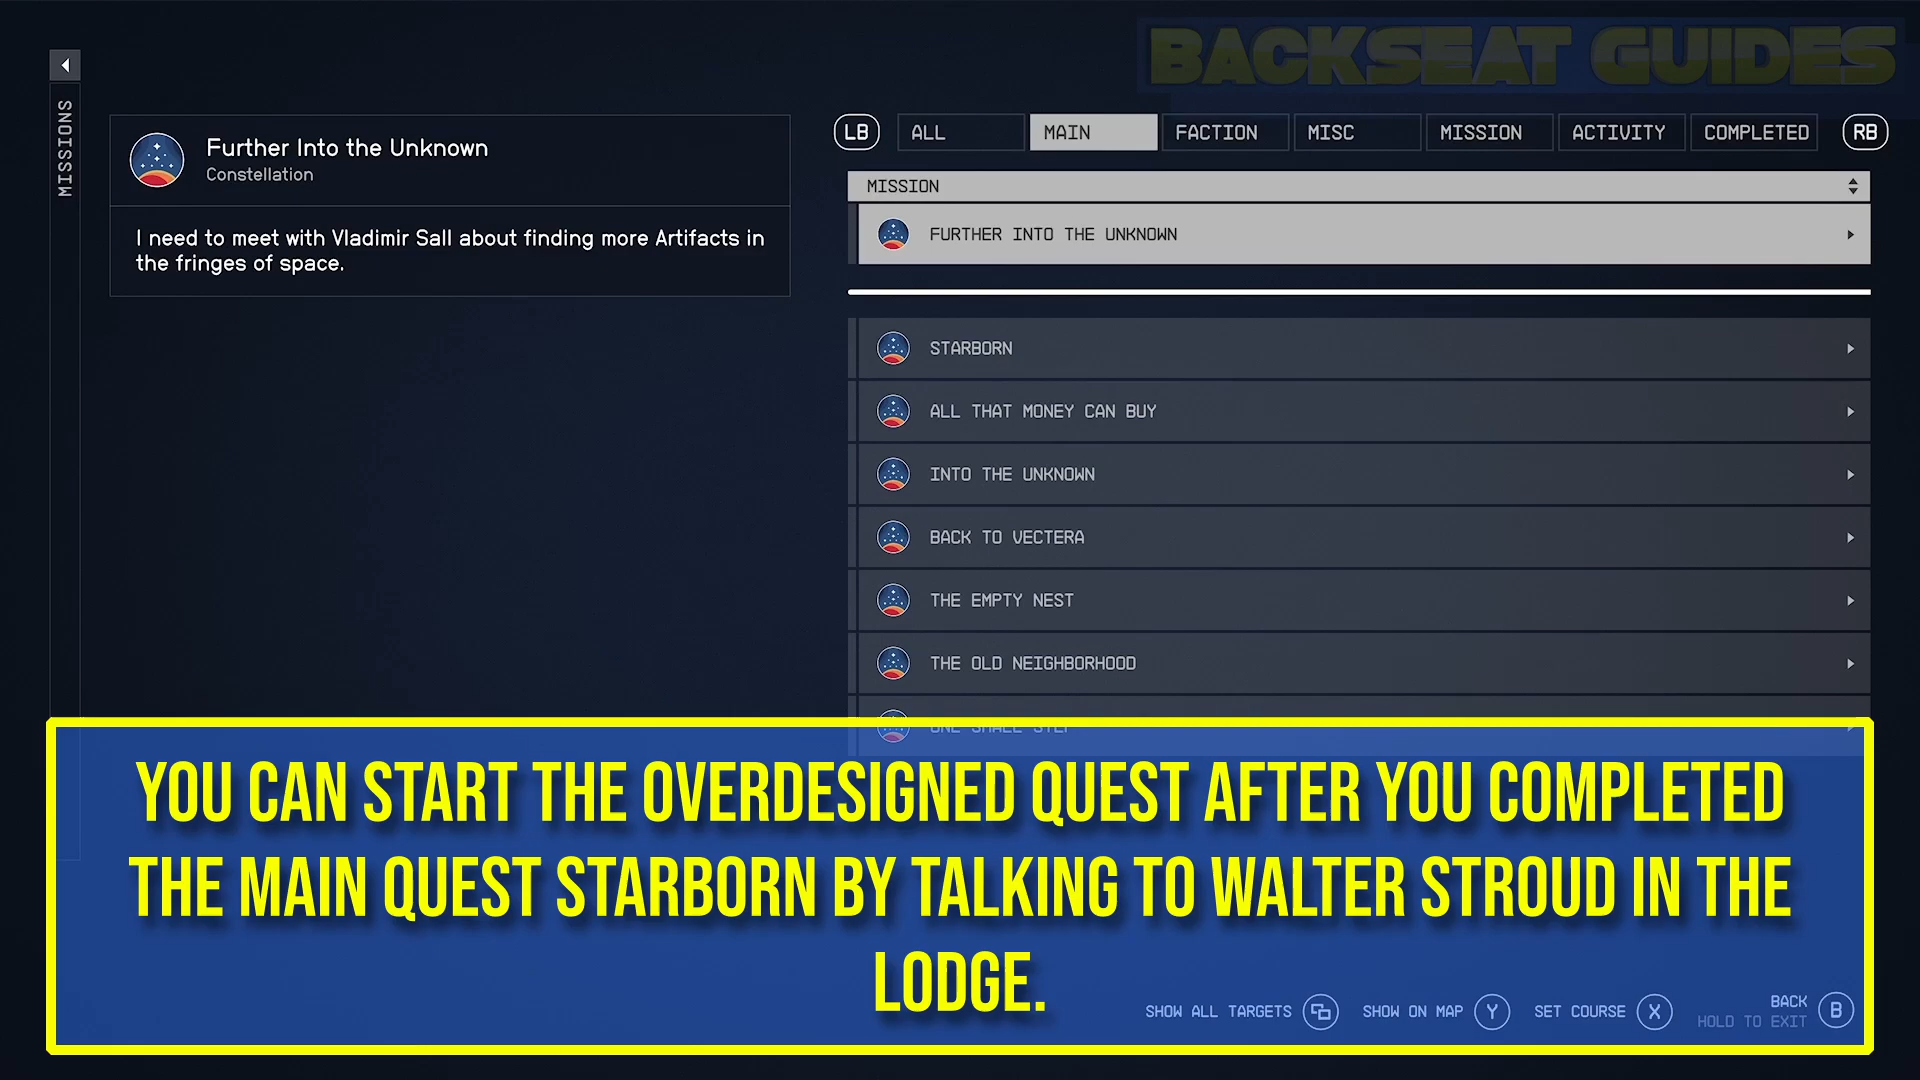 BACKSEAT GUIDES
MISSIONS
Further Into the Unknown
Constellation
I need to meet with Vladimir Sall about finding more Artifacts in
the fringes of space.
LB ALL MAIN FACTION MISC MISSION ACTIVITY COMPLETED RB
MISSION
FURTHER INTO THE UNKNOWN
STARBORN
ALL THAT MONEY CAN BUY
INTO THE UNKNOWN
BACK TO VECTERA
THE EMPTY NEST
THE OLD NEIGHBORHOOD
ONE SMALL STEP
YOU CAN START THE OVERDESIGNED QUEST AFTER YOU COMPLETED
THE MAIN QUEST STARBORN BY TALKING TO WALTER STROUD IN THE
LODGE.
SHOW ALL TARGETS SHOW ON MAP Y SET COURSE X BACK B
HOLD TO EXIT